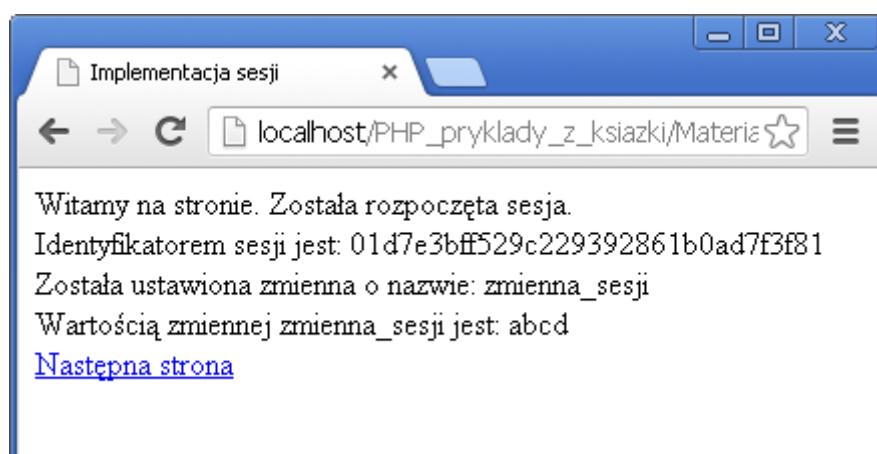 Implementacja sesji
localhost/PHP_pryklady_z_ksiazki/Materia
Witamy na stronie. Została rozpoczęta sesja.
Identyfikatorem sesji jest: 01d7e3bff529c229392861b0ad7f3f81
Została ustawiona zmienna o nazwie: zmienna_sesji
Wartością zmiennej zmienna_sesji jest: abcd
Następna strona